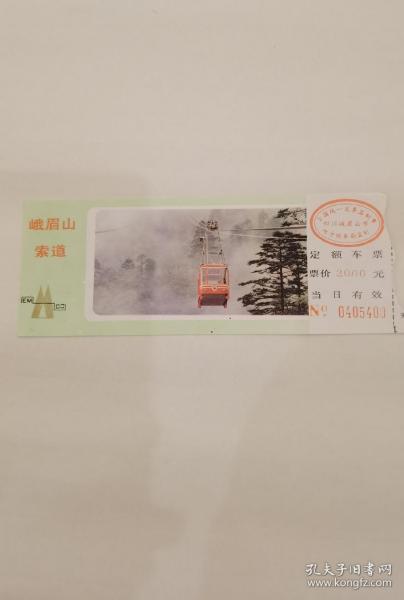 峨眉山
索道
定额车票
票价 2000 元
当日有效
No 0405400
孔夫子旧书网
www.kongfz.com